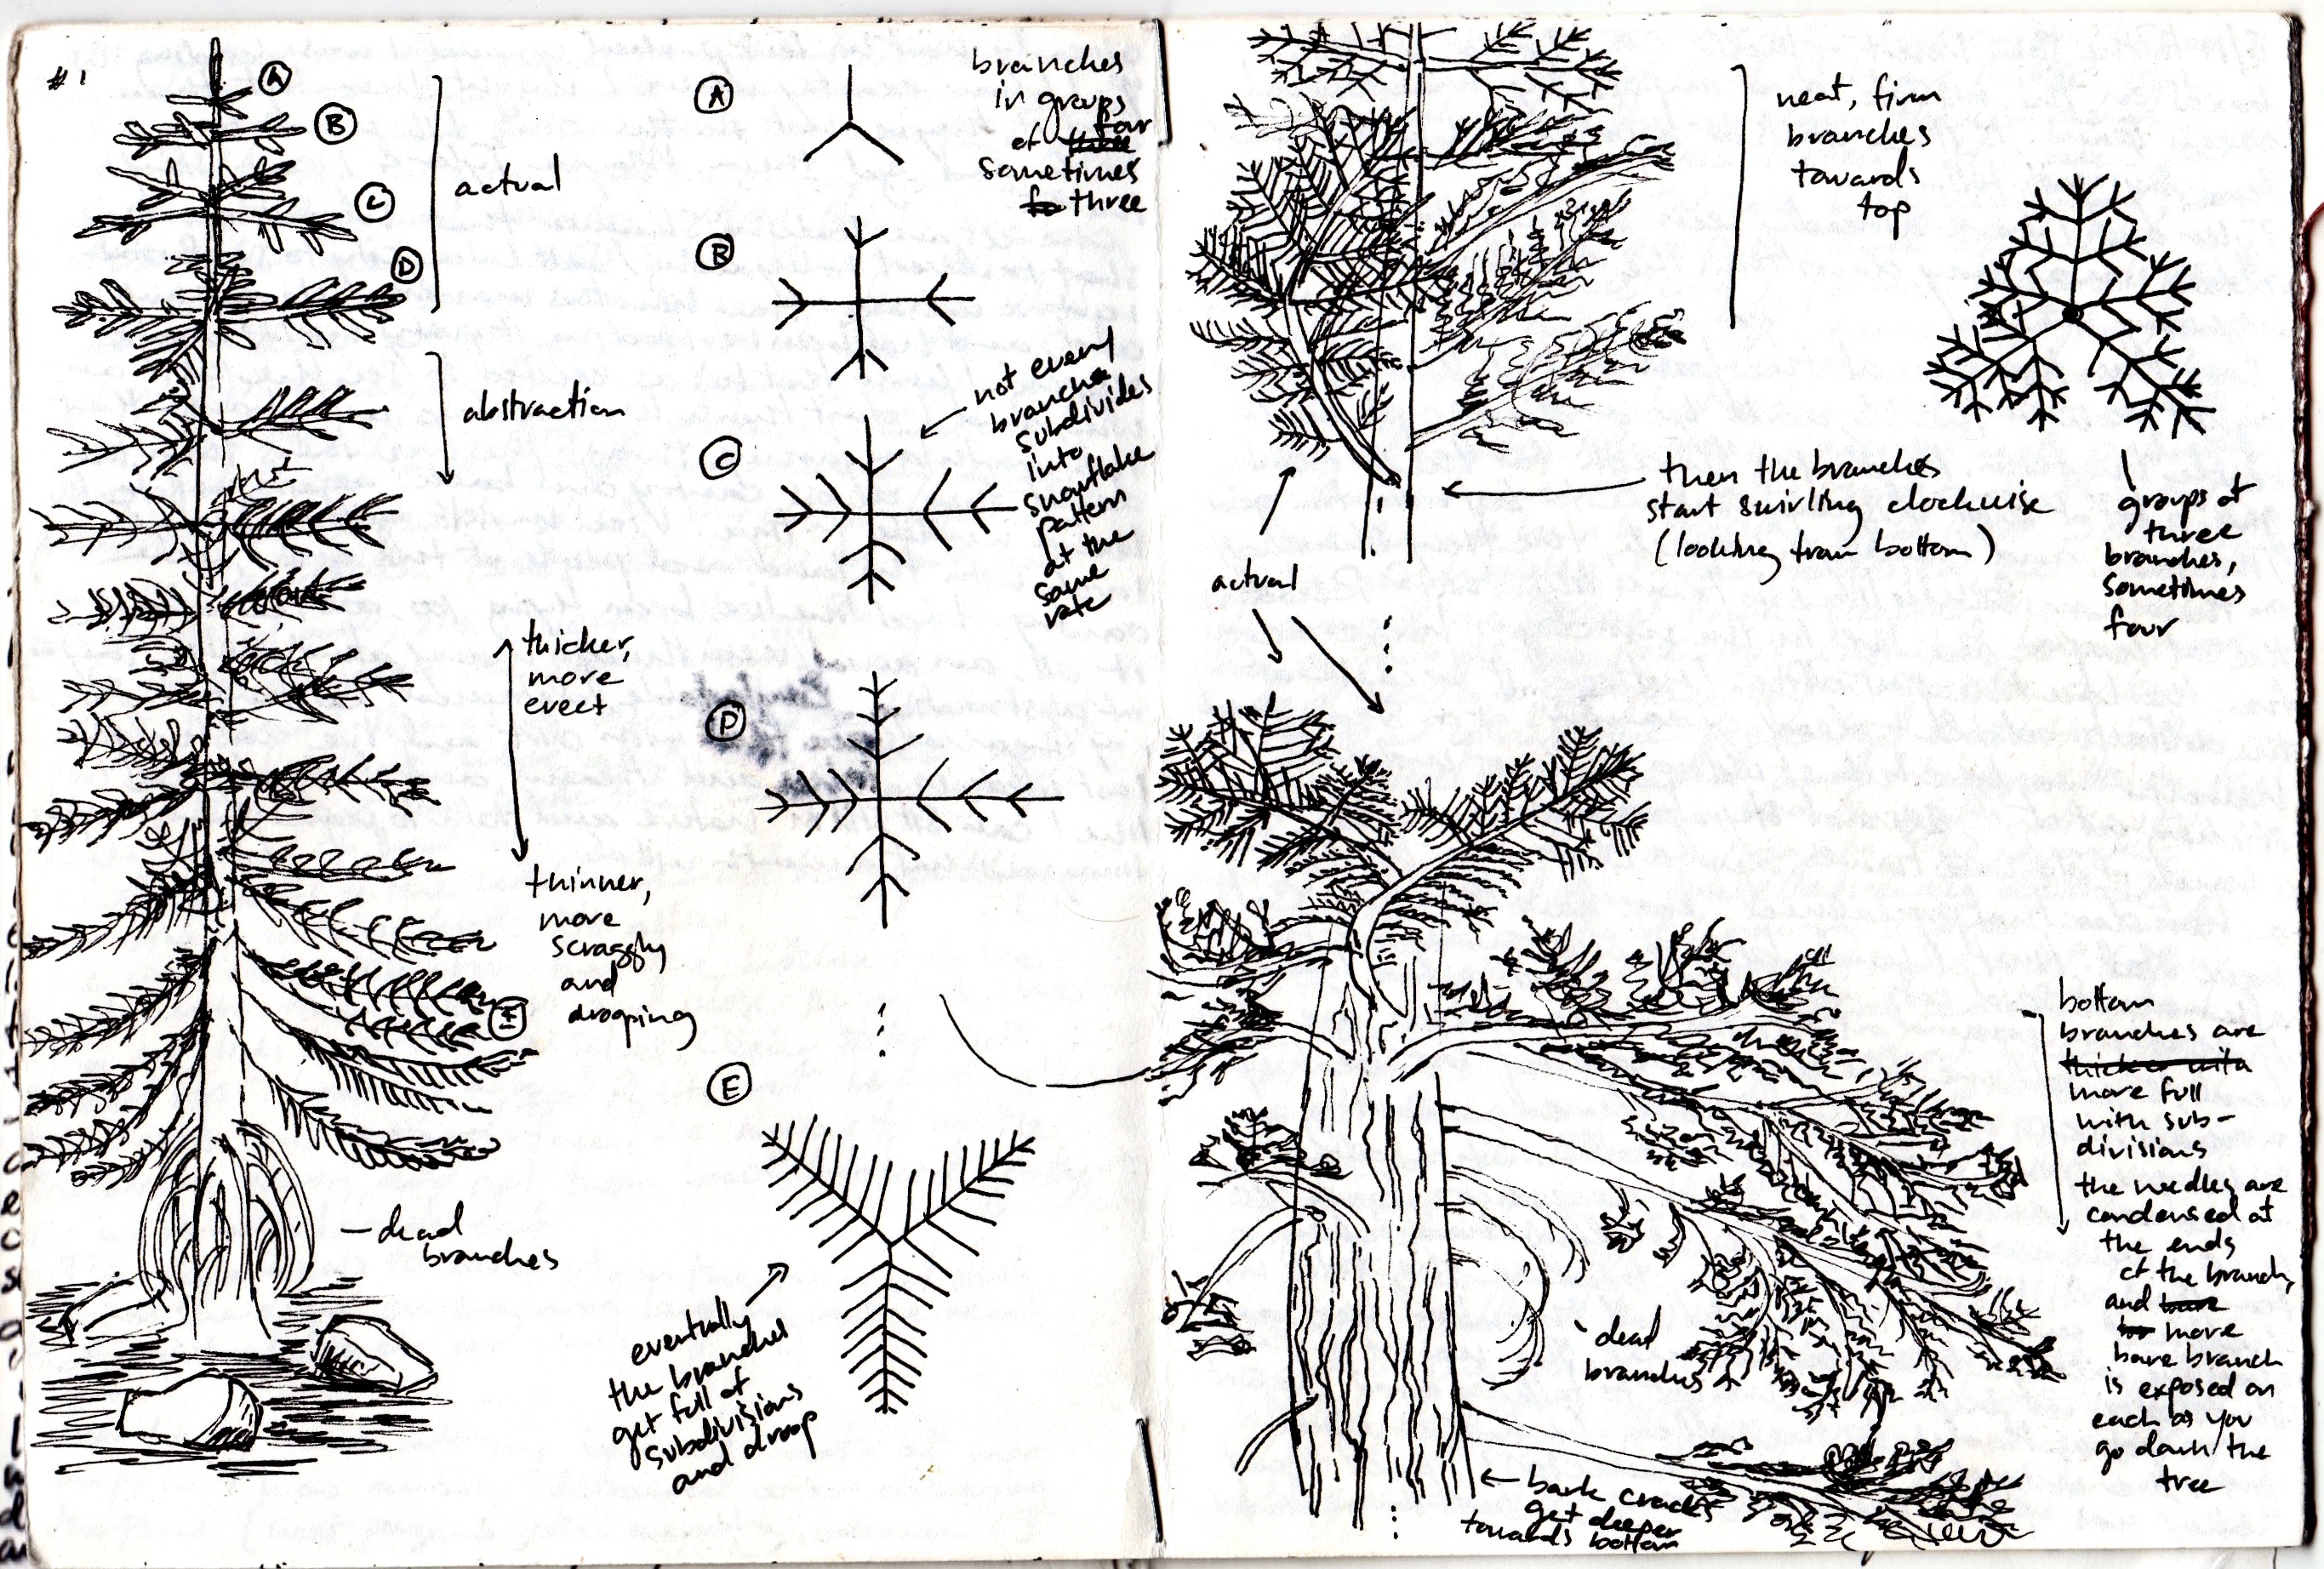 #1
A
B
C
D
actual
abstraction
thicker,
more
erect
thinner,
more
scraggly
and
drooping
E
dead
branches
A
branches
in groups
of three four
sometimes
three
B
not every
branch
subdivides
into
snowflake
pattern
at the
same
rate
C
D
E
eventually
the branches
get full of
subdivisions
and droop
neat, firm
branches
towards
top
then the branches
start swirling clockwise
(looking from bottom)
groups of
three
branches,
sometimes
four
actual
bottom
branches are
thicker with
more full
with sub-
divisions
the needles are
condensed at
the ends
of the branch,
and bare
more
bare branch
is exposed on
each as you
go down the
tree
dead
branches
bark cracks
get deeper
towards bottom